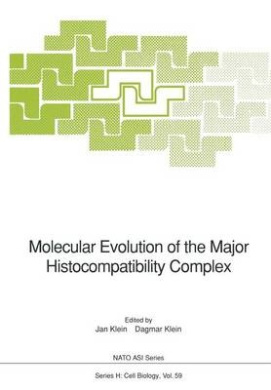 Molecular Evolution of the Major
Histocompatibility Complex
Edited by
Jan Klein Dagmar Klein
NATO ASI Series
Series H: Cell Biology, Vol. 59